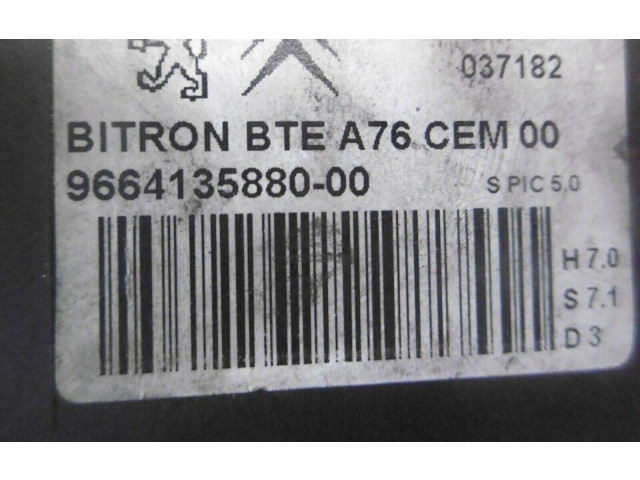 037182
BITRON BTE A76 CEM 00
9664135880-00
S PIC 5.0
H 7.0
S 7.1
D 3